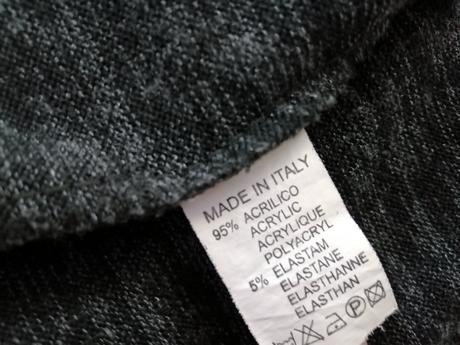 MADE IN ITALY
95% ACRILICO
ACRYLIC
ACRYLIQUE
POLYACRYL
5% ELASTAM
ELASTANE
ELASTHANNE
ELASTHAN
P